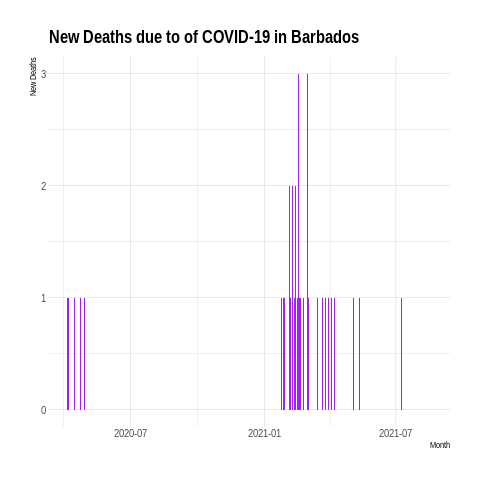 New Deaths due to of COVID-19 in Barbados
New Deaths
3
2
1
0
2020-07
2021-01
2021-07
Month